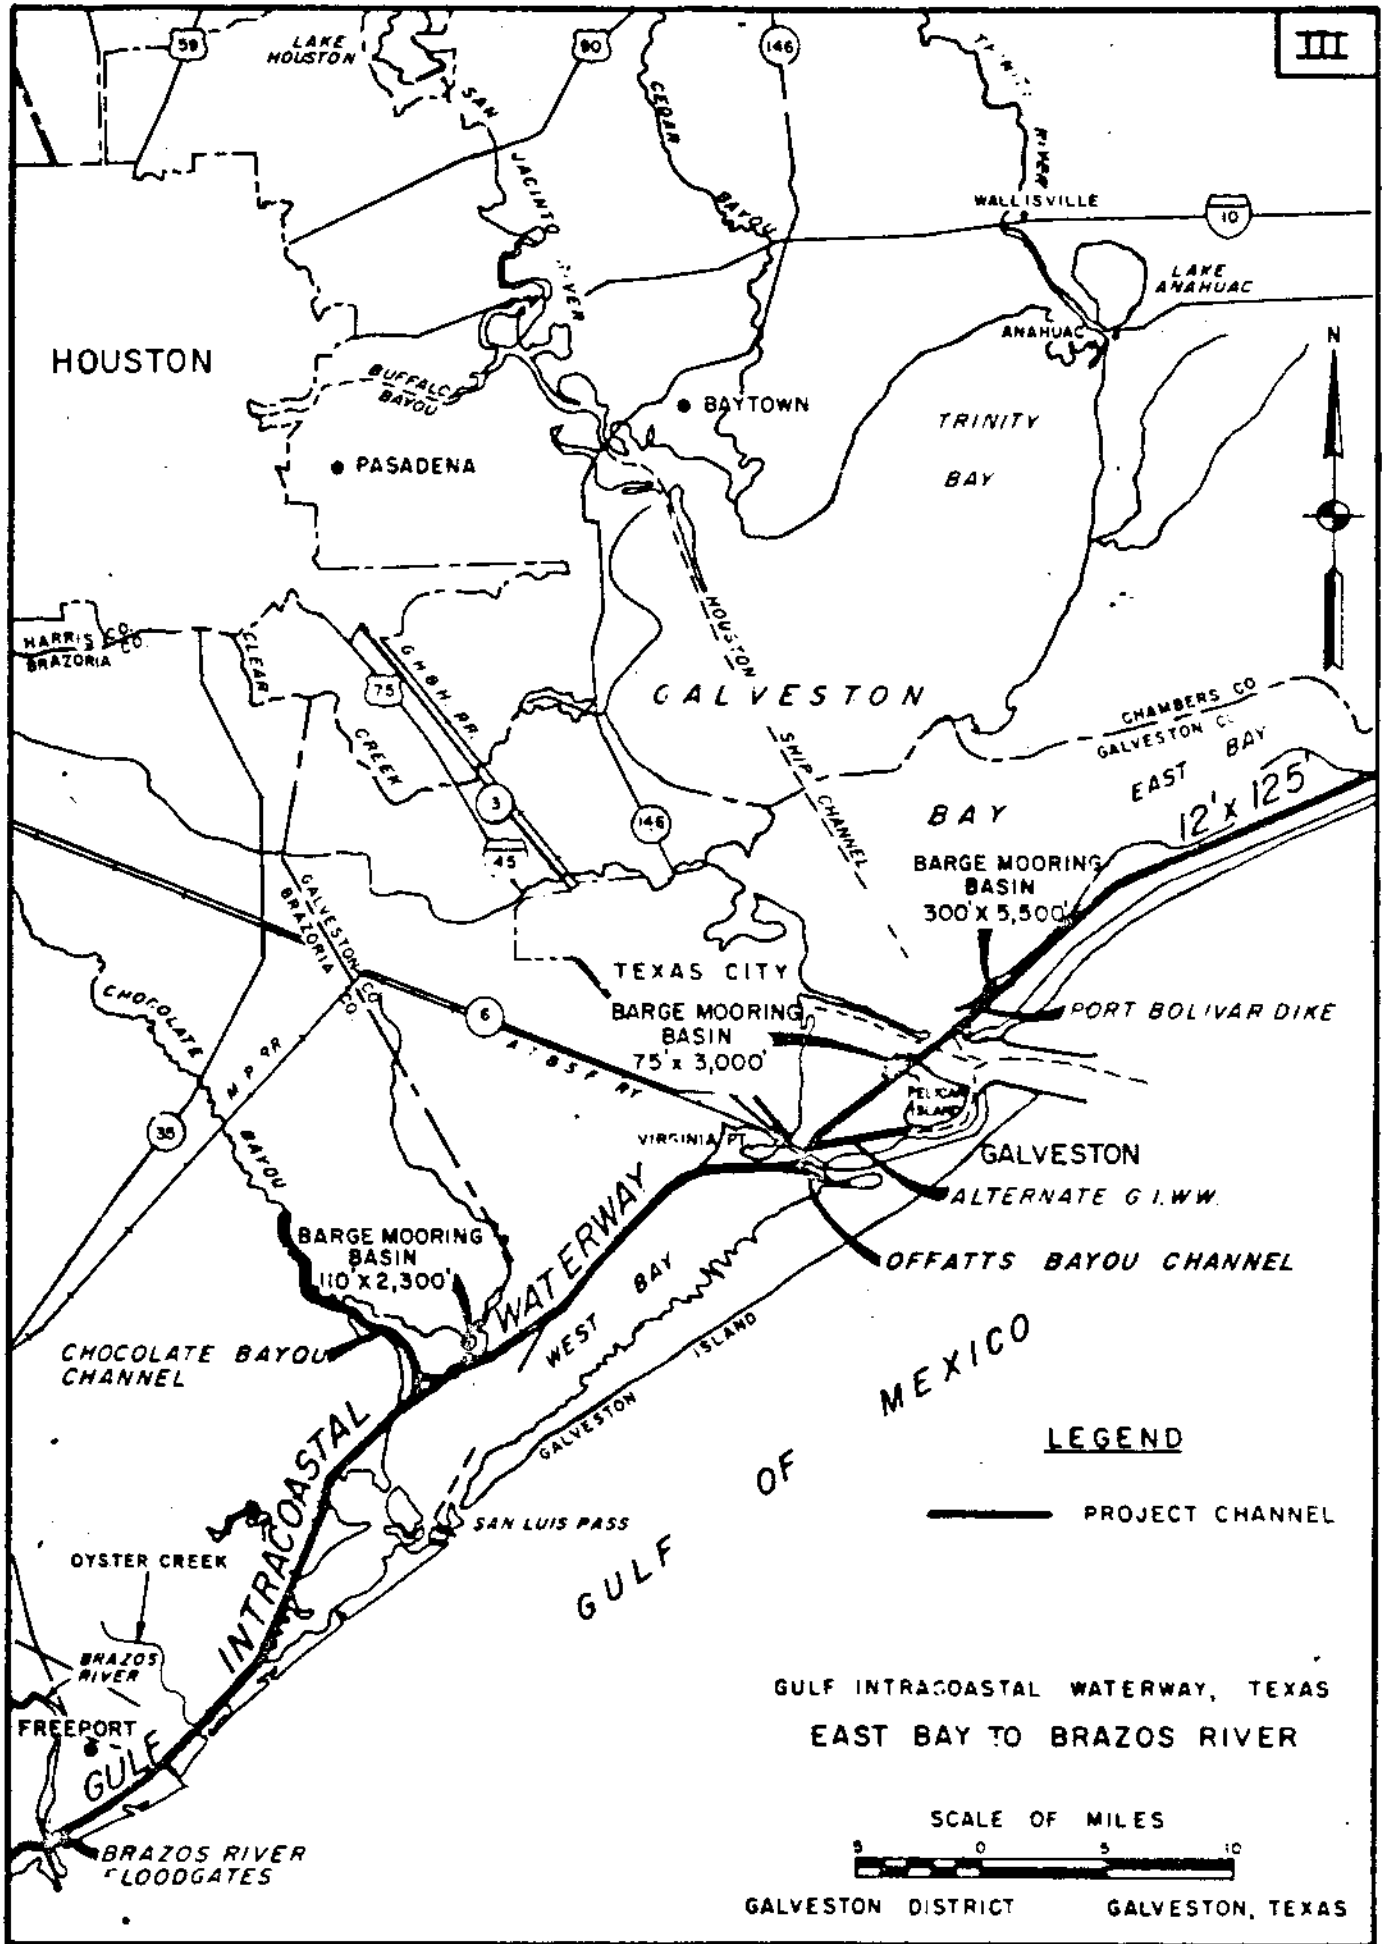 III
59
LAKE
HOUSTON
90
146
SAN
JACINTO
CEDAR
BAYOU
RIVER
WALLISVILLE
10
LAKE
ANAHUAC
ANAHUAC
HOUSTON
BUFFALO
BAYOU
BAYTOWN
TRINITY
BAY
N
PASADENA
HARRIS CO.
BRAZORIA CO.
CLEAR
CREEK
75
G H & H. RR.
HOUSTON
SHIP CHANNEL
GALVESTON
BAY
CHAMBERS CO
GALVESTON
EAST BAY
12' x 125'
3
146
45
BARGE MOORING
BASIN
300' X 5,500'
GALVESTON CO.
BRAZORIA CO.
TEXAS CITY
BARGE MOORING
BASIN
75' x 3,000'
PORT BOLIVAR DIKE
CHOCOLATE
BAYOU
M. P. RR
6
A T & S F RY
35
PELICAN
ISLAND
VIRGINIA PT.
GALVESTON
ALTERNATE G.I.WW.
OFFATTS BAYOU CHANNEL
BARGE MOORING
BASIN
110' X 2,300'
WATERWAY
WEST BAY
GALVESTON ISLAND
CHOCOLATE BAYOU
CHANNEL
INTRACOASTAL
GULF OF MEXICO
LEGEND
PROJECT CHANNEL
SAN LUIS PASS
OYSTER CREEK
BRAZOS
RIVER
FREEPORT
GULF
BRAZOS RIVER
FLOODGATES
GULF INTRACOASTAL WATERWAY, TEXAS
EAST BAY TO BRAZOS RIVER
SCALE OF MILES
5 0 5 10
GALVESTON DISTRICT GALVESTON, TEXAS